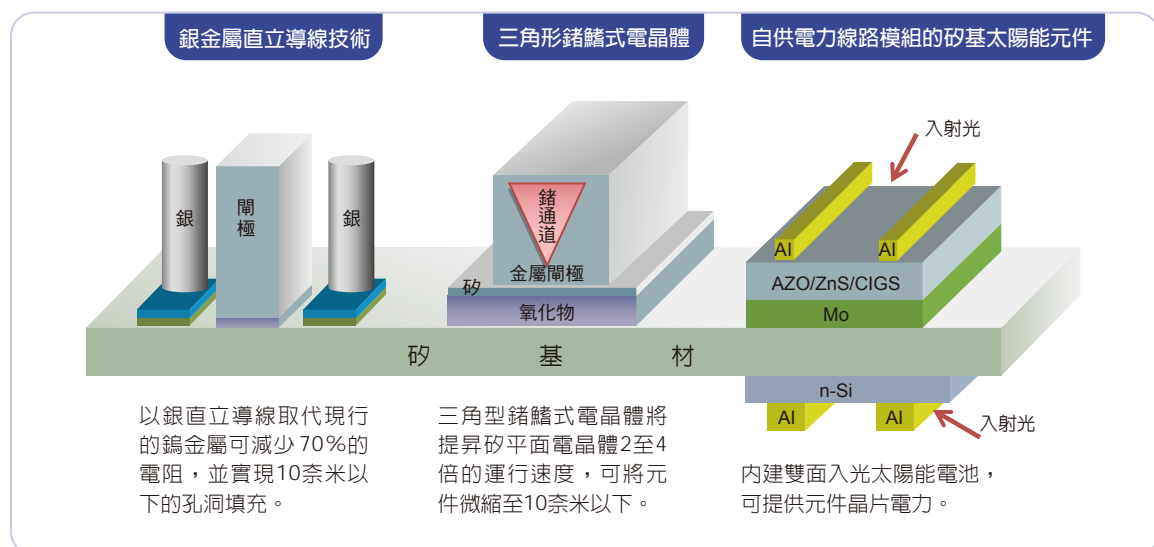 銀金屬直立導線技術
三角形鍺鰭式電晶體
自供電力線路模組的矽基太陽能元件
銀
閘極
銀
鍺通道
金屬閘極
矽
氧化物
入射光
Al
Al
AZO/ZnS/CIGS
Mo
矽基材
n-Si
Al
Al
入射光
以銀直立導線取代現行
的鎢金屬可減少70%的
電阻,並實現10奈米以
下的孔洞填充。
三角型鍺鰭式電晶體將
提昇矽平面電晶體2至4
倍的運行速度,可將元
件微縮至10奈米以下。
內建雙面入光太陽能電池,
可提供元件晶片電力。